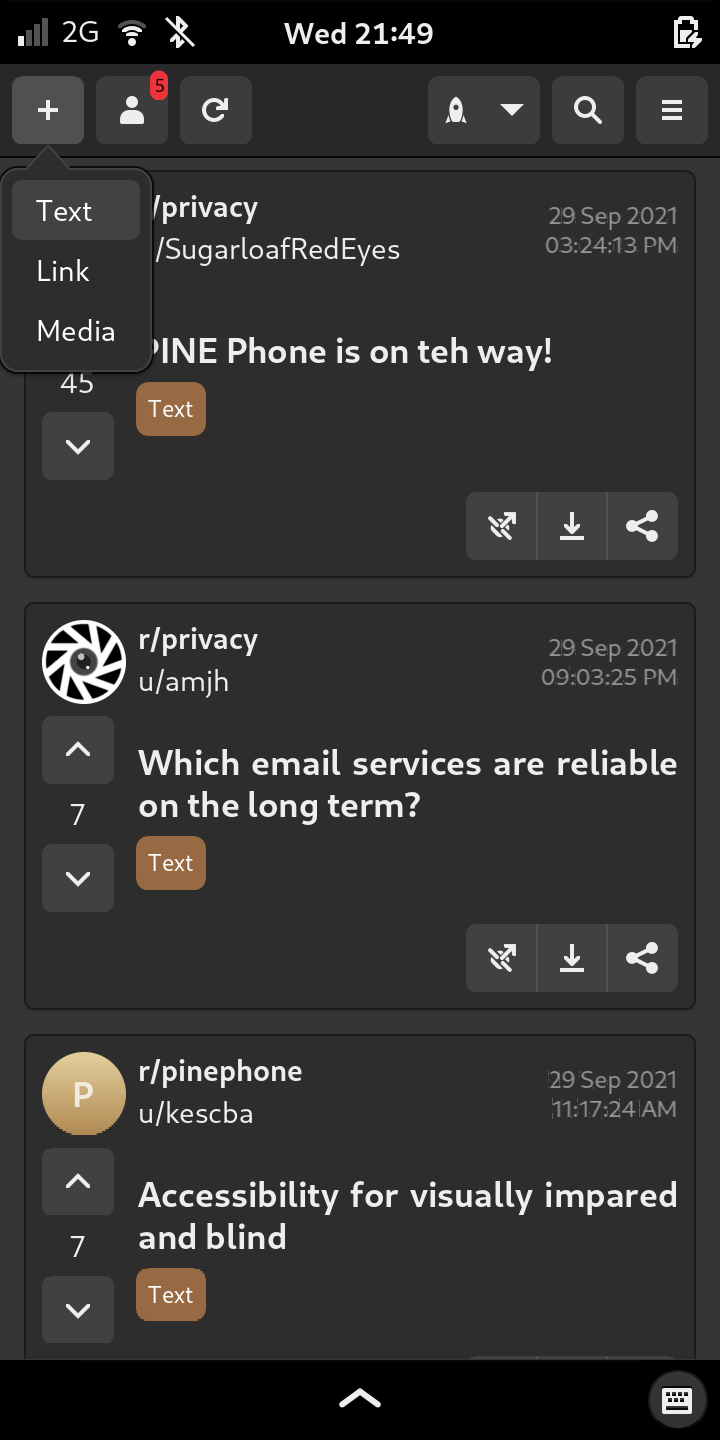 2G
Wed 21:49
5
Text
Link
Media
/privacy
/SugarloafRedEyes
29 Sep 2021
03:24:13 PM
PINE Phone is on teh way!
45
Text
r/privacy
u/amjh
29 Sep 2021
09:03:25 PM
Which email services are reliable
on the long term?
7
Text
P
r/pinephone
u/kescba
29 Sep 2021
11:17:24 AM
Accessibility for visually impared
and blind
7
Text